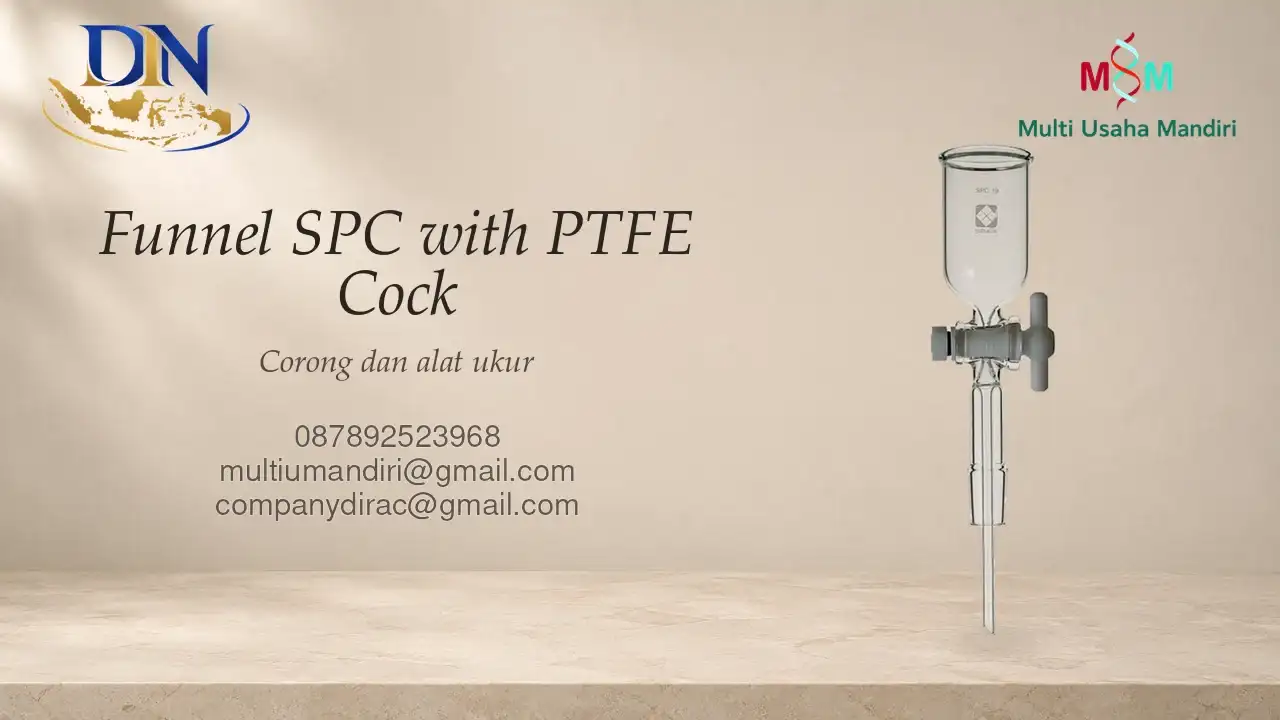 DN
MSM
Multi Usaha Mandiri
Funnel SPC with PTFE
Cock
Corong dan alat ukur
087892523968
multiumandiri@gmail.com
companydirac@gmail.com